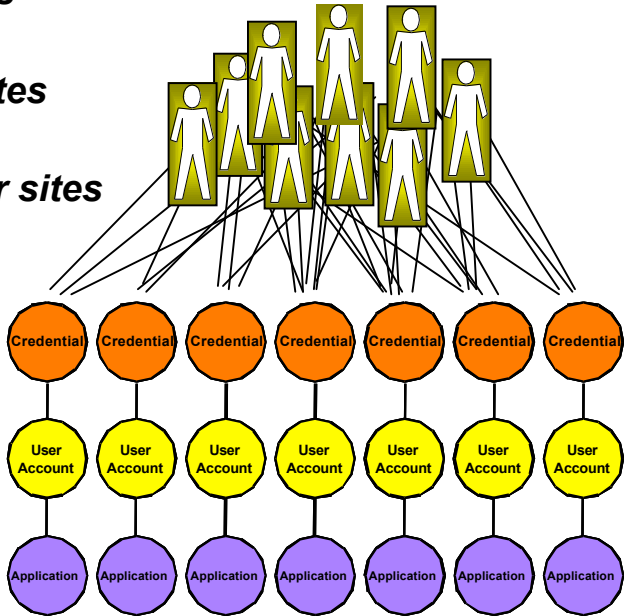 tes
r sites
Credential Credential Credential Credential Credential Credential Credential
User Account User Account User Account User Account User Account User Account User Account
Application Application Application Application Application Application Application